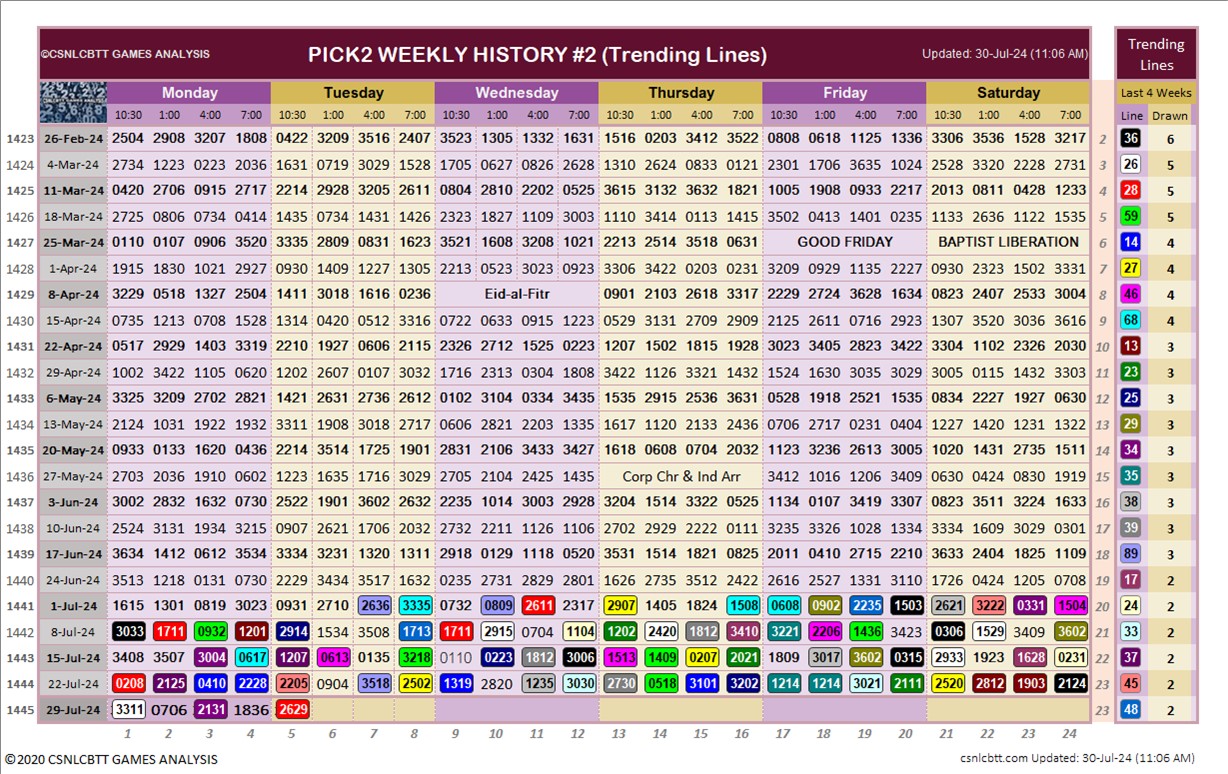 ©CSNLCBTT GAMES ANALYSIS PICK2 WEEKLY HISTORY #2 (Trending Lines) Updated: 30-Jul-24 (11:06 AM) Trending Lines
Monday Tuesday Wednesday Thursday Friday Saturday Last 4 Weeks
10:30 1:00 4:00 7:00 10:30 1:00 4:00 7:00 10:30 1:00 4:00 7:00 10:30 1:00 4:00 7:00 10:30 1:00 4:00 7:00 10:30 1:00 4:00 7:00 Line Drawn
1423 26-Feb-24 2504 2908 3207 1808 0422 3209 3516 2407 3523 1305 1332 1631 1516 0203 3412 3522 0808 0618 1125 1336 3306 3536 1528 3217 2 36 6
1424 4-Mar-24 2734 1223 0223 2036 1631 0719 3029 1523 1705 0627 0826 2628 1310 2624 0833 0121 2301 1706 3635 1024 2528 3320 2228 2731 3 26 5
1425 11-Mar-24 0420 2706 0915 2717 2214 2928 3205 2611 0804 2810 2202 0525 3615 3132 3632 1821 1005 1908 0933 2217 2013 0811 0428 1233 4 28 5
1426 18-Mar-24 2725 0806 0734 0414 1435 0734 1431 1426 2323 1827 1109 3003 1110 3414 0113 1415 3502 0413 1401 0235 1133 2636 1122 1535 5 59 5
1427 25-Mar-24 0110 0107 0906 3520 3335 2809 0831 1623 3521 1608 3208 1021 2213 2514 3518 0631 GOOD FRIDAY BAPTIST LIBERATION 6 14 4
1428 1-Apr-24 1915 1830 1021 2927 0930 1409 1227 1305 2213 0523 3023 0923 3306 3422 0203 0231 3209 0929 1135 2227 0930 2323 1502 3331 7 27 4
1429 8-Apr-24 3229 0518 1327 2504 1411 3018 1616 0236 Eid-al-Fitr 0901 2103 2618 3317 2229 2724 3628 1634 0823 2407 2533 3004 8 46 4
1430 15-Apr-24 0735 1213 0708 1528 1314 0420 0512 3316 0722 0633 0915 1223 0529 3131 2709 2909 2125 2611 0716 2923 1307 3520 3036 3616 9 68 4
1431 22-Apr-24 0517 2929 1403 3319 2210 1927 0606 2115 2326 2712 1525 0223 1207 1502 1815 1928 3023 3405 2823 3422 3304 1102 2326 2030 10 13 3
1432 29-Apr-24 1002 3422 1105 0620 1202 2607 0107 3032 1716 2313 0304 1808 3422 1126 3321 1432 1524 1630 3035 3029 3005 0115 1432 3303 11 23 3
1433 6-May-24 3325 3209 2702 2821 1421 2631 2736 2612 0102 3104 0334 3435 1535 2915 2536 3631 0528 1918 2521 1535 0834 2227 1927 0630 12 25 3
1434 13-May-24 2124 1031 1922 1932 3311 1908 3018 2717 0606 2821 2203 1335 1617 1120 2133 2436 0706 2717 0231 0404 1227 1420 1231 1322 13 29 3
1435 20-May-24 0933 0133 1620 0436 2214 3514 1725 1901 2831 2106 3433 3427 1618 0608 0704 2032 1123 3236 2613 3005 1020 1431 2735 1511 14 34 3
1436 27-May-24 2703 2036 1910 0602 1223 1635 1716 3022 2705 2104 2425 1435 Corp Chr & Ind Arr 3412 1016 1206 3409 0630 0424 0830 1919 15 35 3
1437 3-Jun-24 3002 2832 1632 0730 2522 1901 3602 2632 2235 1014 3003 2928 3204 1514 3322 0525 1134 0107 3419 3307 0823 3511 3224 1633 16 38 3
1438 10-Jun-24 2524 3131 1934 3215 0907 2621 1706 2032 2732 2211 1126 1106 2702 2929 2222 0111 3235 3326 1028 1334 3334 1609 3029 0301 17 39 3
1439 17-Jun-24 3634 1412 0612 3534 3334 3231 1320 1311 2918 0129 1118 0520 3531 1514 1821 0825 2011 0410 2715 2210 3633 2404 1825 1109 18 89 3
1440 24-Jun-24 3513 1218 0131 0730 2229 3434 3517 1632 0235 2731 2829 2801 1626 2735 3512 2422 2616 2527 1331 3110 1726 0424 1205 0708 19 17 2
1441 1-Jul-24 1615 1301 0819 3023 0931 2710 2636 3335 0732 0809 2611 2317 2907 1405 1824 1508 0608 0902 2235 1503 2621 3222 0331 1504 20 24 2
1442 8-Jul-24 3033 1711 0932 1201 2914 1534 3508 1713 1711 2915 0704 1104 1202 2420 1812 3410 3221 2206 1436 3423 0306 1529 3409 3602 21 33 2
1443 15-Jul-24 3408 3507 3004 0617 1207 0613 0135 3218 0110 0223 1812 3006 1513 1409 0207 2021 1809 3017 3602 0315 2933 1923 1628 0231 22 37 2
1444 22-Jul-24 0208 2125 0410 2228 2205 0904 3518 2502 1319 2820 1235 3030 2730 0518 3101 3202 1214 1214 3021 2111 2520 2812 1903 2124 23 45 2
1445 29-Jul-24 3311 0706 2131 1836 2629 23 48 2
1 2 3 4 5 6 7 8 9 10 11 12 13 14 15 16 17 18 19 20 21 22 23 24
©2020 CSNLCBTT GAMES ANALYSIS csnlcbtt.com Updated: 30-Jul-24 (11:06 AM)